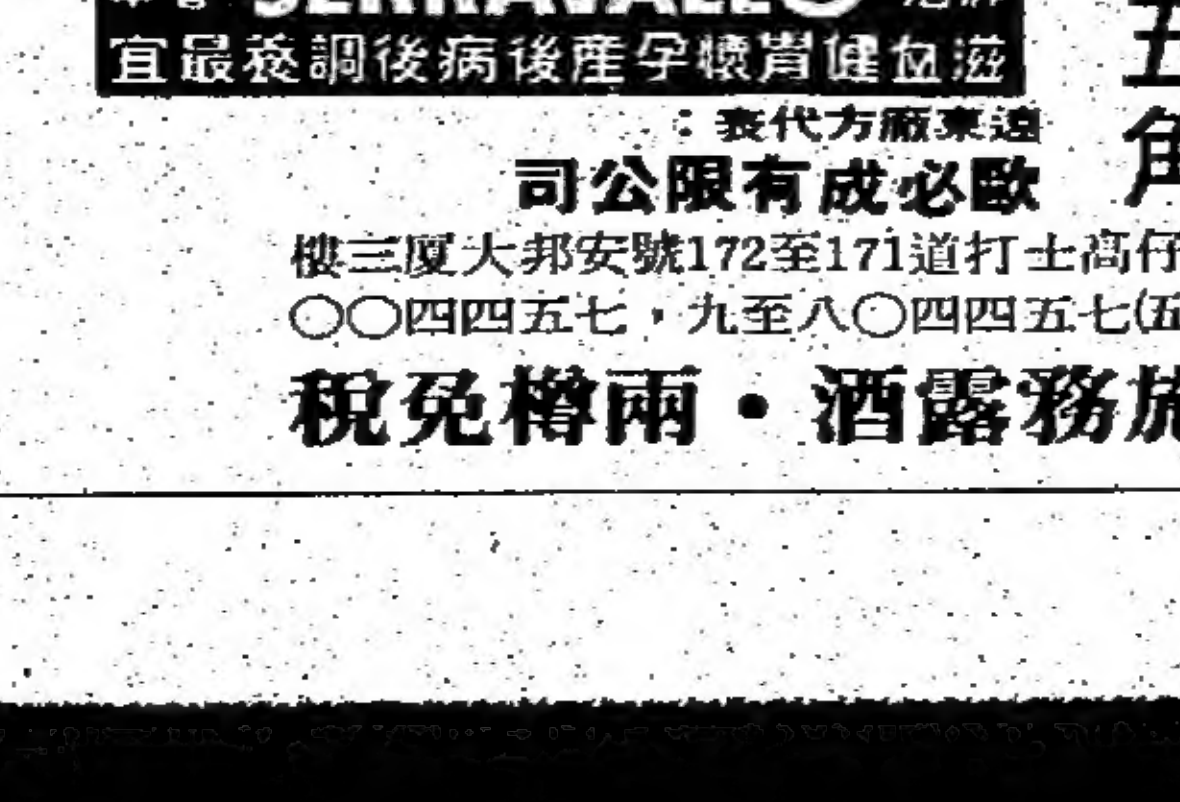 SERRAVALLO
滋血健胃懷孕產後病後調養最宜
遠東廠方代表：
歐必成有限公司
仔高士打道171至172號安邦大廈三樓
五)七五四四〇八至九，七五四四〇〇
務露酒・兩樽免稅